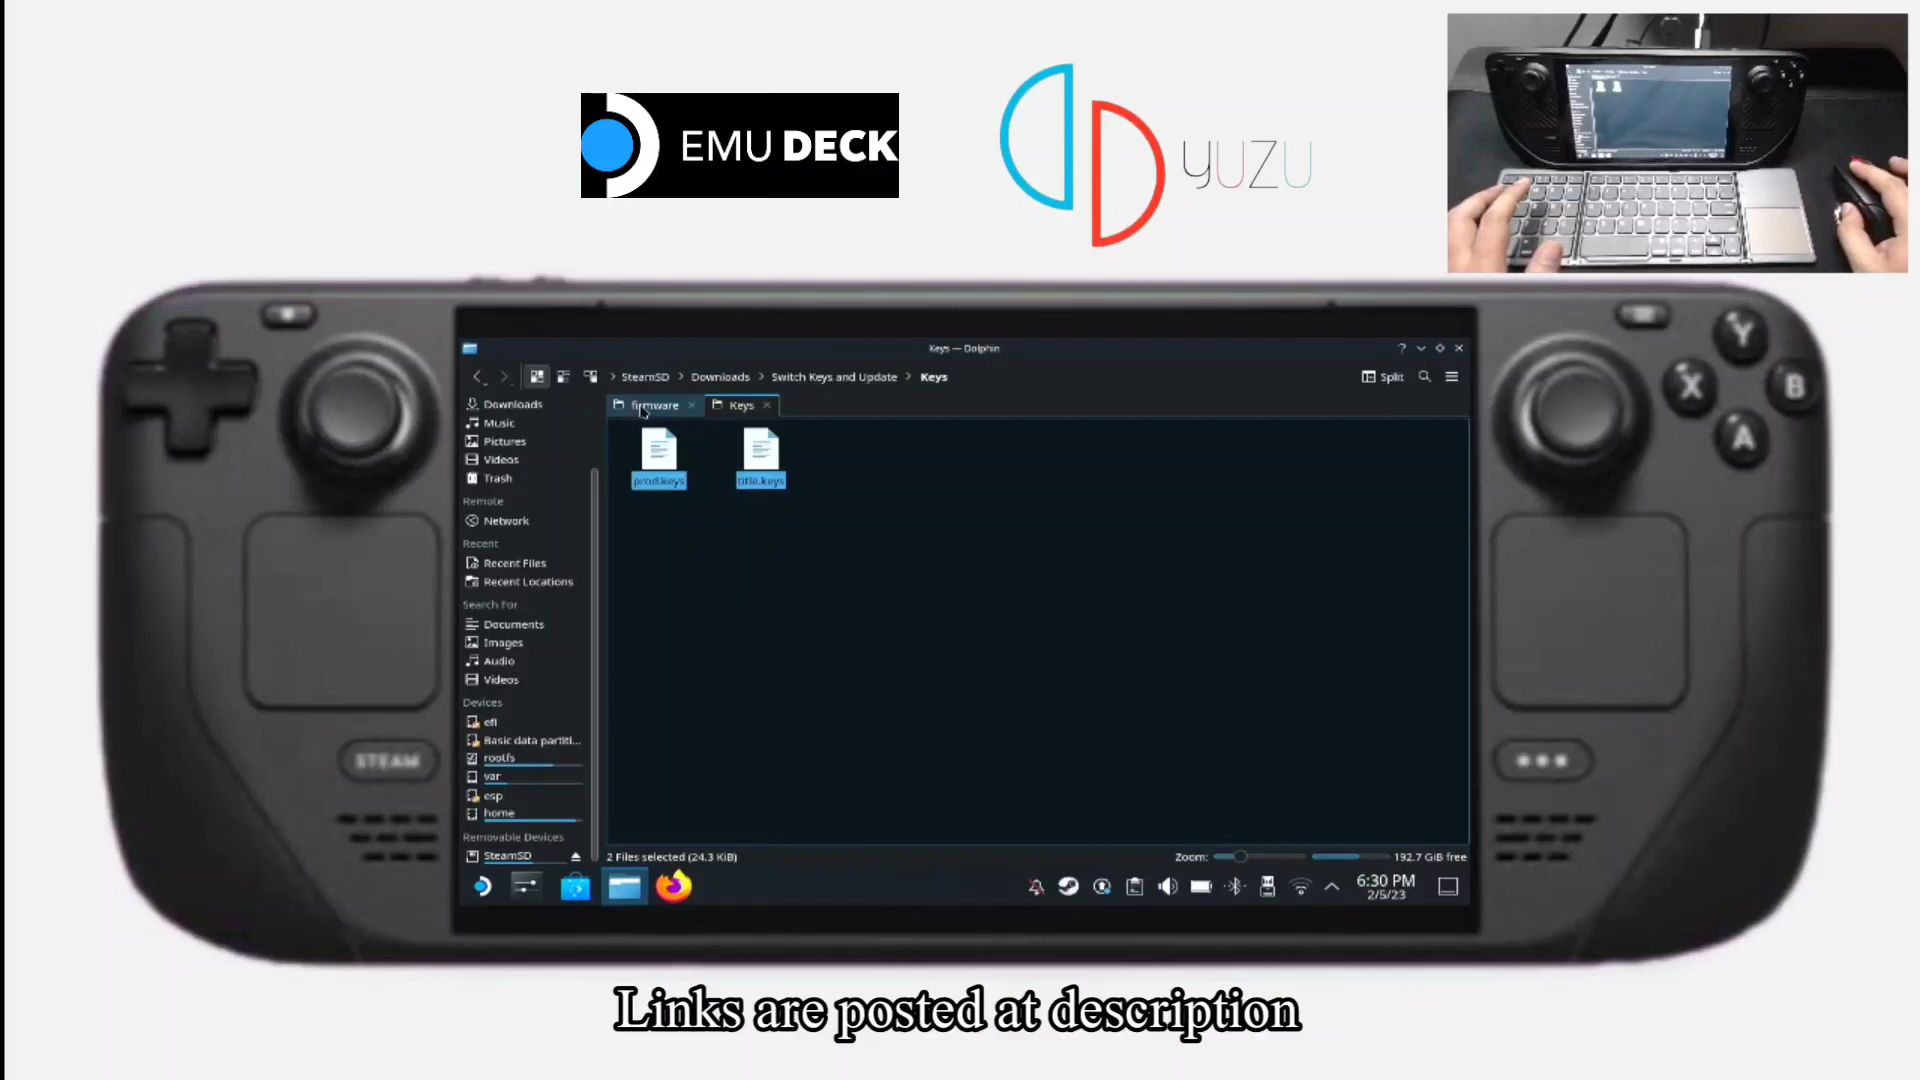 EMU DECK
yuzu
Keys — Dolphin
SteamSD > Downloads > Switch Keys and Update > Keys
Split
firmware
Keys
Downloads
Music
Pictures
Videos
Trash
Remote
Network
Recent
Recent Files
Recent Locations
Search For
Documents
Images
Audio
Videos
Devices
efi
Basic data partiti...
rootfs
var
esp
home
Removable Devices
SteamSD
prod.keys
title.keys
2 Files selected (24.3 KiB)
Zoom:
192.7 GiB free
6:30 PM
2/5/23
STEAM
Y
X
B
A
Links are posted at description